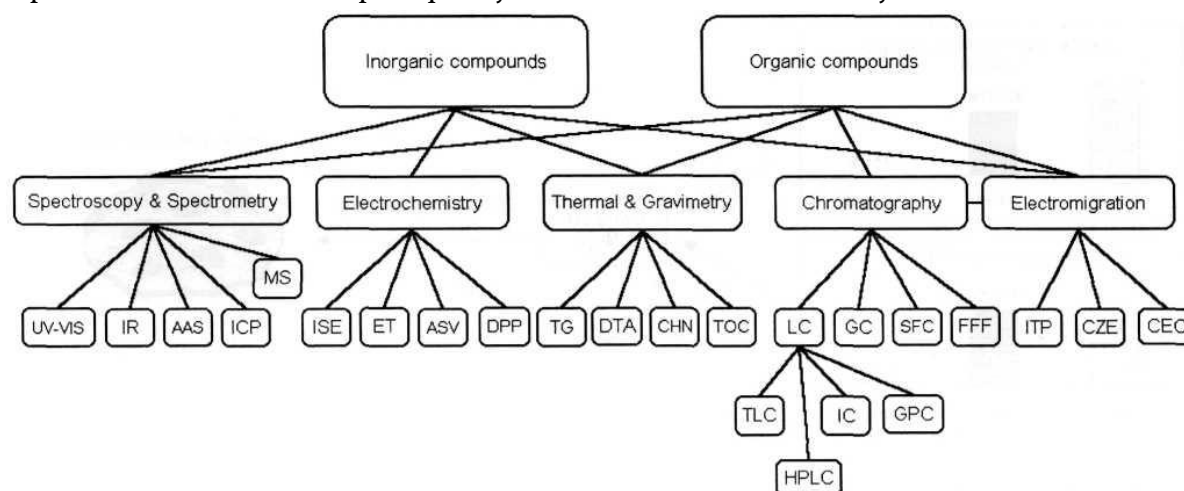 Inorganic compounds
Organic compounds
Spectroscopy & Spectrometry
Electrochemistry
Thermal & Gravimetry
Chromatography
Electromigration
MS
UV-VIS
IR
AAS
ICP
ISE
ET
ASV
DPP
TG
DTA
CHN
TOC
LC
GC
SFC
FFF
ITP
CZE
CEC
TLC
IC
GPC
HPLC